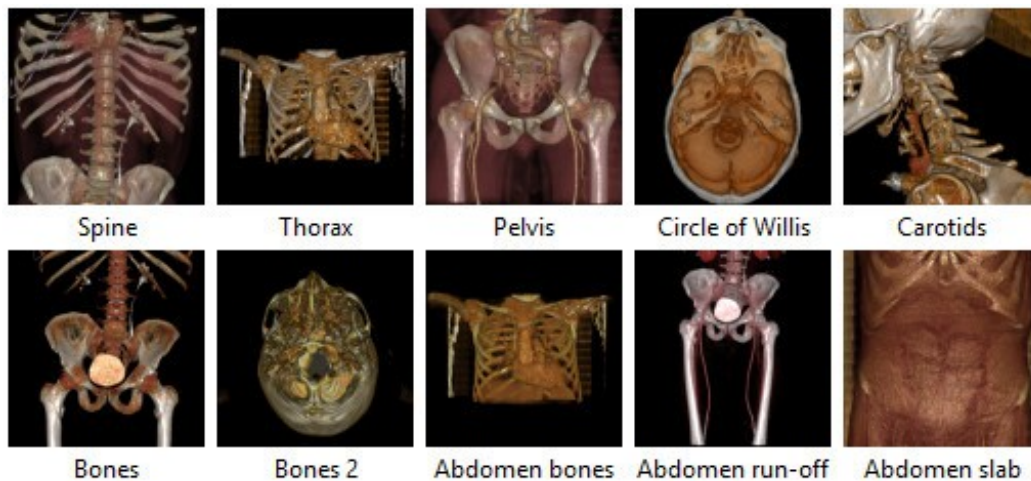 Spine
Thorax
Pelvis
Circle of Willis
Carotids
Bones
Bones 2
Abdomen bones
Abdomen run-off
Abdomen slab